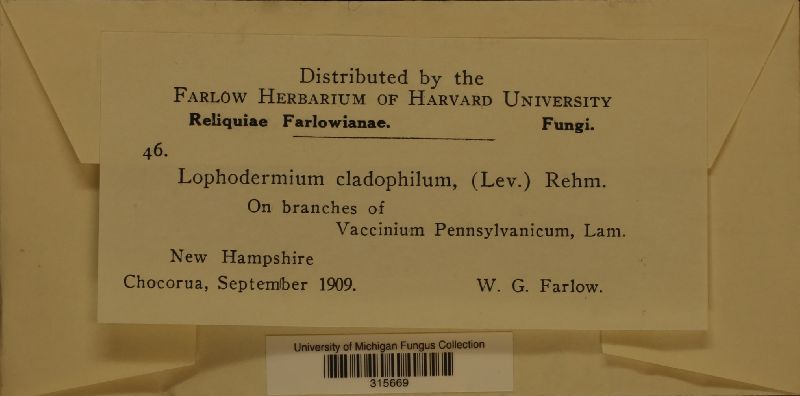 Distributed by the
FARLOW HERBARIUM OF HARVARD UNIVERSITY
Reliquiae Farlowianae. Fungi.
46.
Lophodermium cladophilum, (Lev.) Rehm.
On branches of
Vaccinium Pennsylvanicum, Lam.
New Hampshire
Chocorua, September 1909. W. G. Farlow.
University of Michigan Fungus Collection
315669